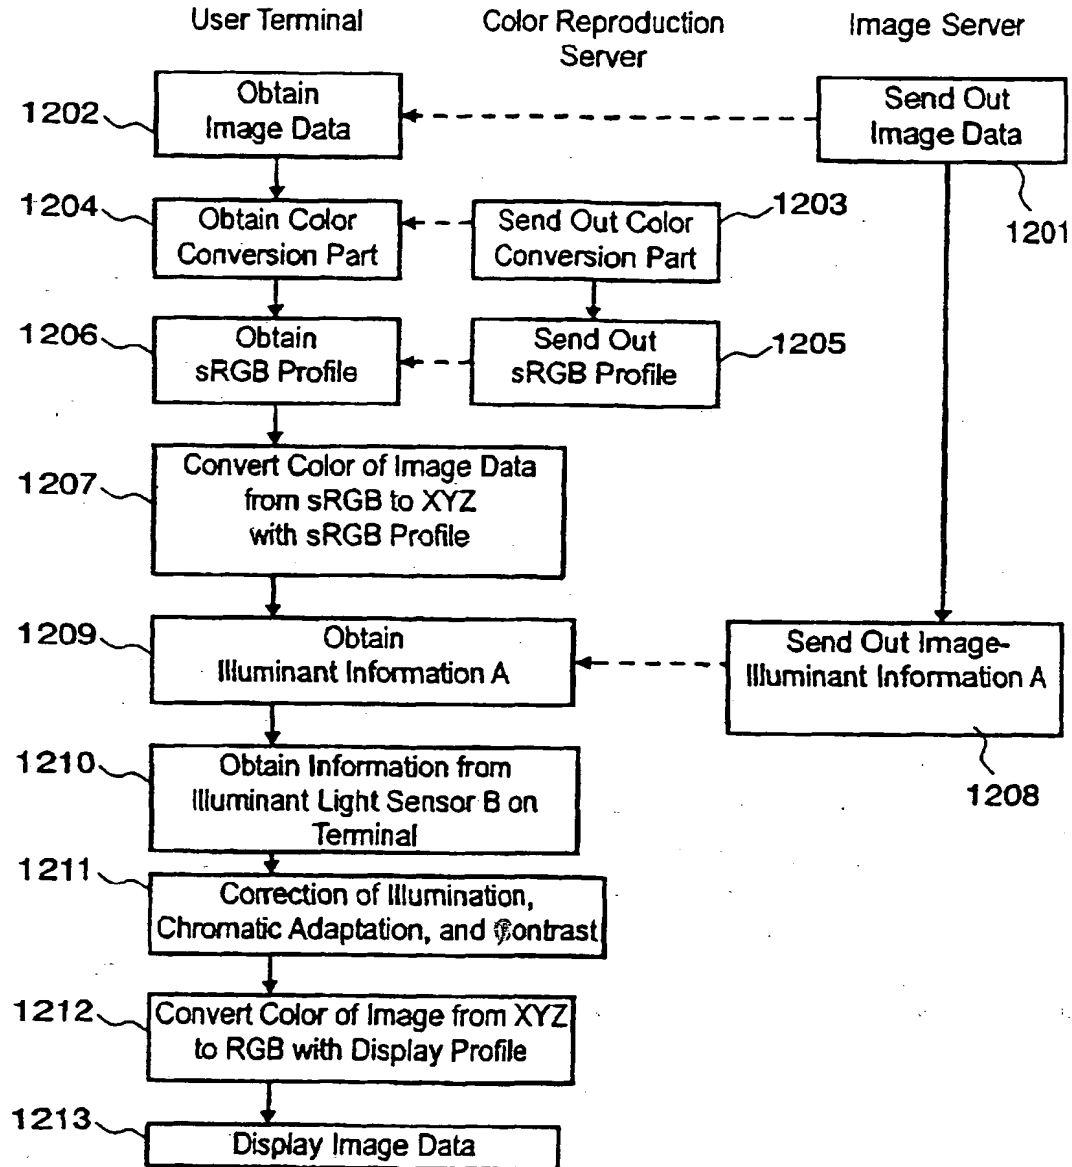 User Terminal
Color Reproduction
Server
Image Server
1202
Obtain
Image Data
Send Out
Image Data
1201
1204
Obtain Color
Conversion Part
Send Out Color
Conversion Part
1203
1206
Obtain
sRGB Profile
Send Out
sRGB Profile
1205
1207
Convert Color of Image Data
from sRGB to XYZ
with sRGB Profile
1209
Obtain
Illuminant Information A
Send Out Image-
Illuminant Information A
1208
1210
Obtain Information from
Illuminant Light Sensor B on
Terminal
1211
Correction of Illumination,
Chromatic Adaptation, and Contrast
1212
Convert Color of Image from XYZ
to RGB with Display Profile
1213
Display Image Data